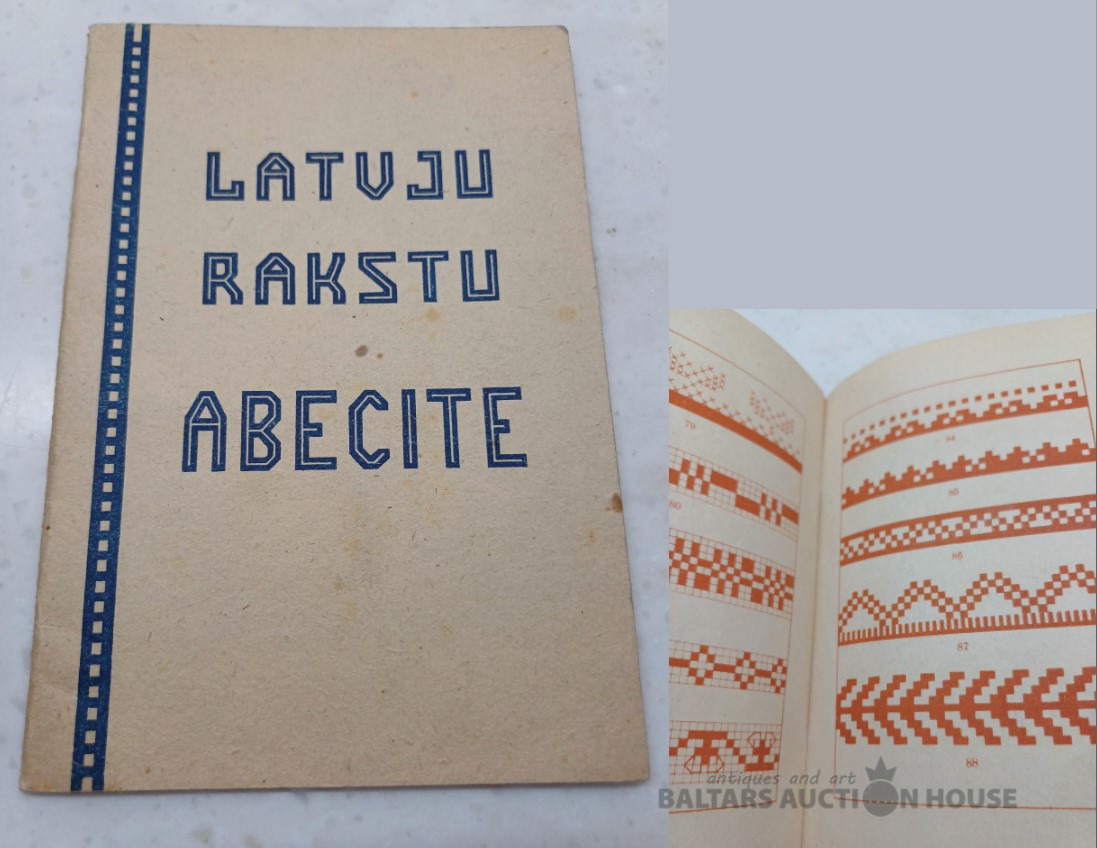 LATVJU
RAKSTU
ABECITE
79
80
84
85
86
87
88
antiques and art
BALTARS AUCTION HOUSE